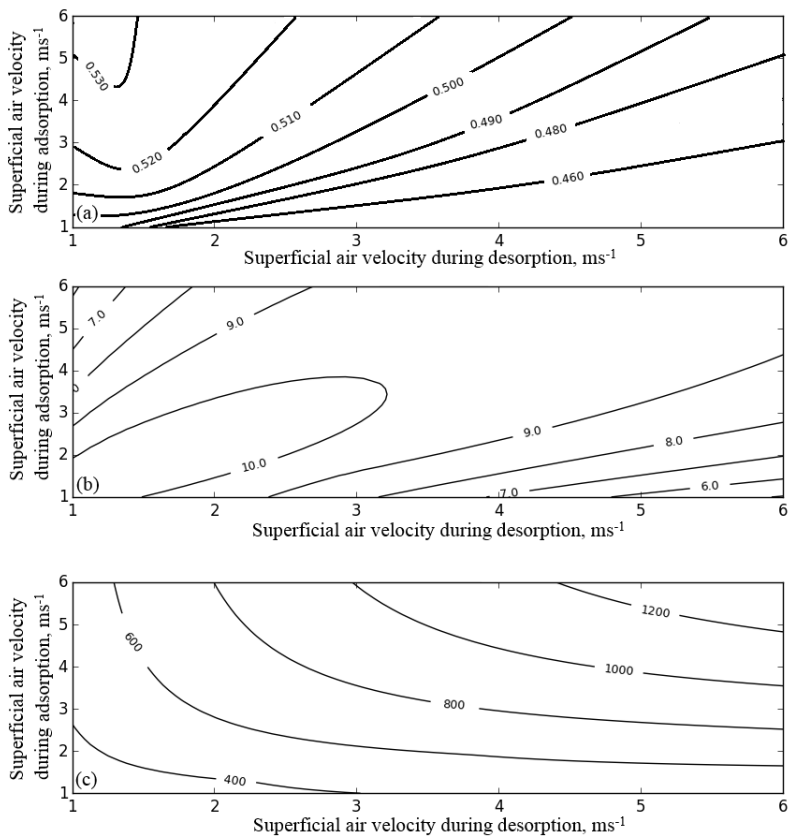 6
5
4
3
2
1
Superficial air velocity
during adsorption, ms-1
0.530
0.520
0.510
0.500
0.490
0.480
0.460
(a)
1 2 3 4 5 6
Superficial air velocity during desorption, ms-1
6
5
4
3
2
1
Superficial air velocity
during adsorption, ms-1
7.0
9.0
0
10.0
9.0
8.0
7.0
6.0
(b)
1 2 3 4 5 6
Superficial air velocity during desorption, ms-1
6
5
4
3
2
1
Superficial air velocity
during adsorption, ms-1
600
1200
1000
800
400
(c)
1 2 3 4 5 6
Superficial air velocity during desorption, ms-1